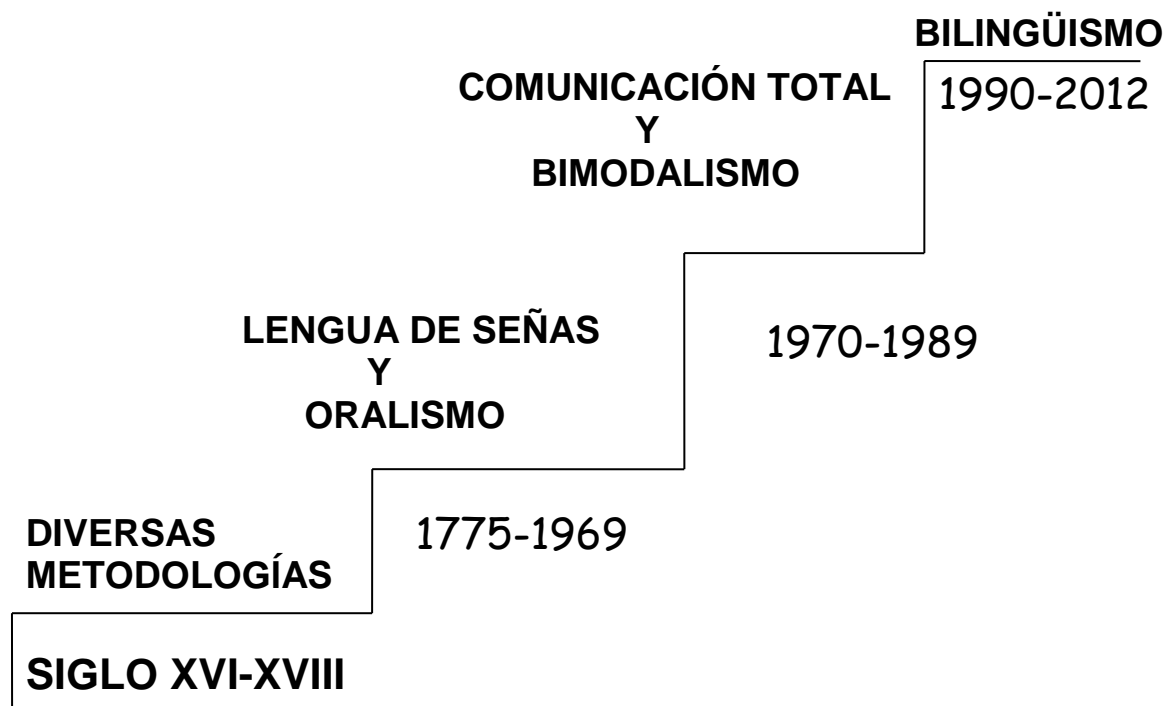 BILINGÜISMO
1990-2012
COMUNICACIÓN TOTAL
Y
BIMODALISMO
1970-1989
LENGUA DE SEÑAS
Y
ORALISMO
1775-1969
DIVERSAS
METODOLOGÍAS
SIGLO XVI-XVIII